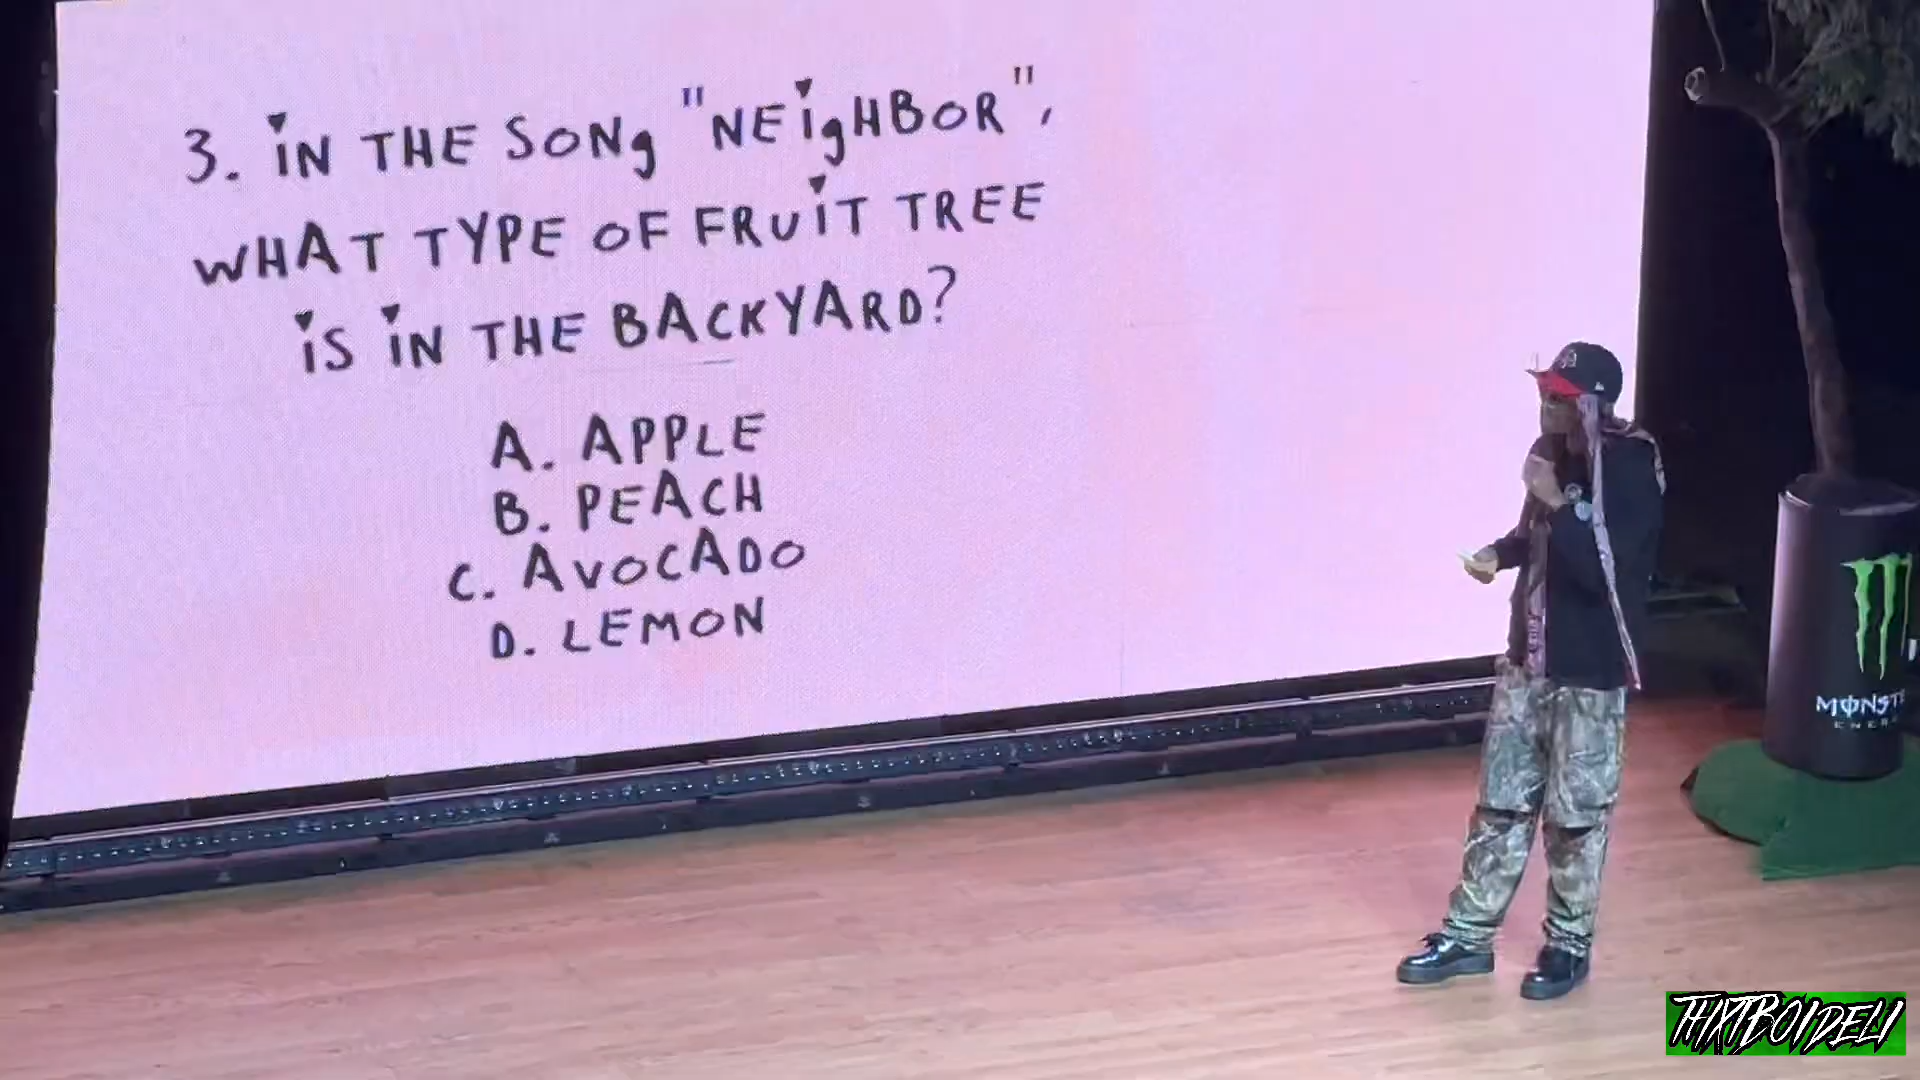 3. iN THE SONg "NEigHBOR",
WHAT TYPE OF FRUiT TREE
iS iN THE BACKYARD?
A. APPLE
B. PEACH
C. AVOCADO
D. LEMON
THXTBOIDELI